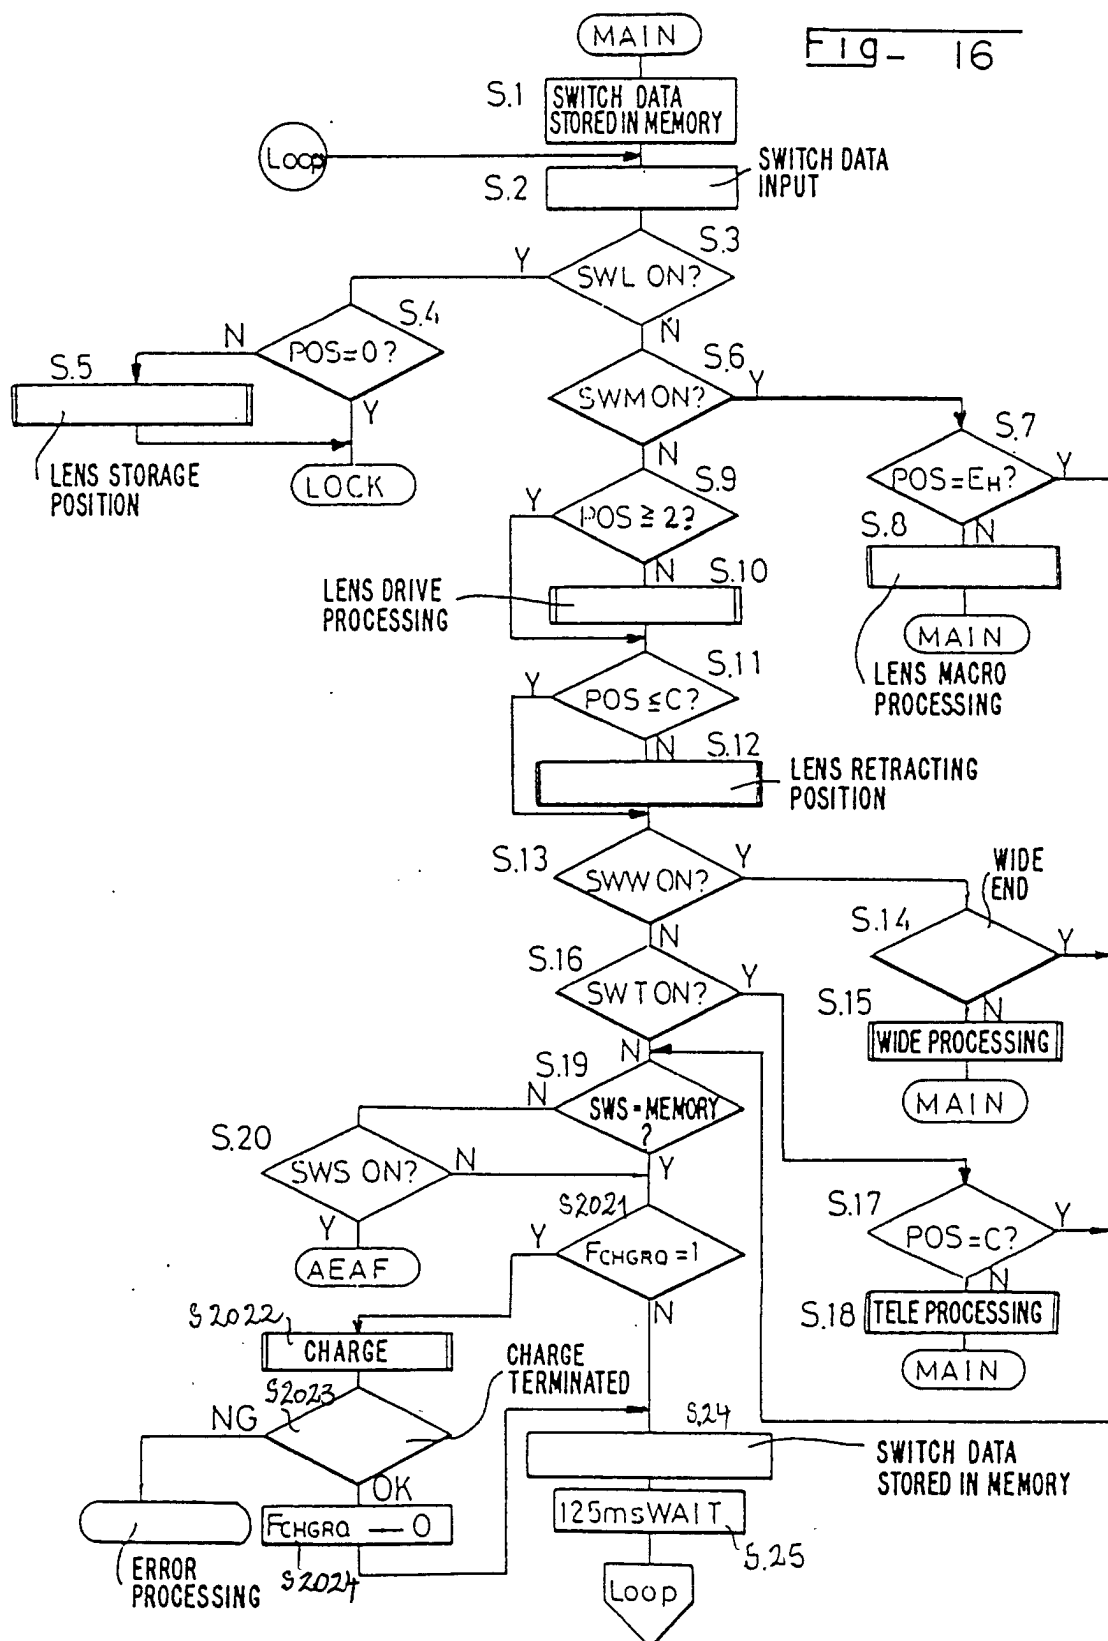 MAIN
Fig- 16
S.1
SWITCH DATA
STORED IN MEMORY
Loop
S.2
SWITCH DATA
INPUT
S.3
Y
SWL ON?
N
S.4
N
POS=0?
Y
S.5
LENS STORAGE
POSITION
LOCK
S.6
SWM ON?
Y
N
S.7
POS=EH?
Y
N
S.8
MAIN
LENS MACRO
PROCESSING
S.9
Y
POS≧2?
N
S.10
LENS DRIVE
PROCESSING
S.11
Y
POS≦C?
N
S.12
LENS RETRACTING
POSITION
S.13
SWW ON?
Y
N
WIDE
END
S.14
Y
N
S.15
WIDE PROCESSING
MAIN
S.16
SWT ON?
Y
N
S.19
N
SWS=MEMORY
?
Y
S.20
SWS ON?
N
Y
AEAF
S.17
POS=C?
Y
N
S.18
TELE PROCESSING
MAIN
S2021
Y
FCHGRQ=1
N
S2022
CHARGE
S2023
CHARGE
TERMINATED
NG
OK
ERROR
PROCESSING
FCHGRQ — 0
S2024
S.24
SWITCH DATA
STORED IN MEMORY
125msWAIT
S.25
Loop